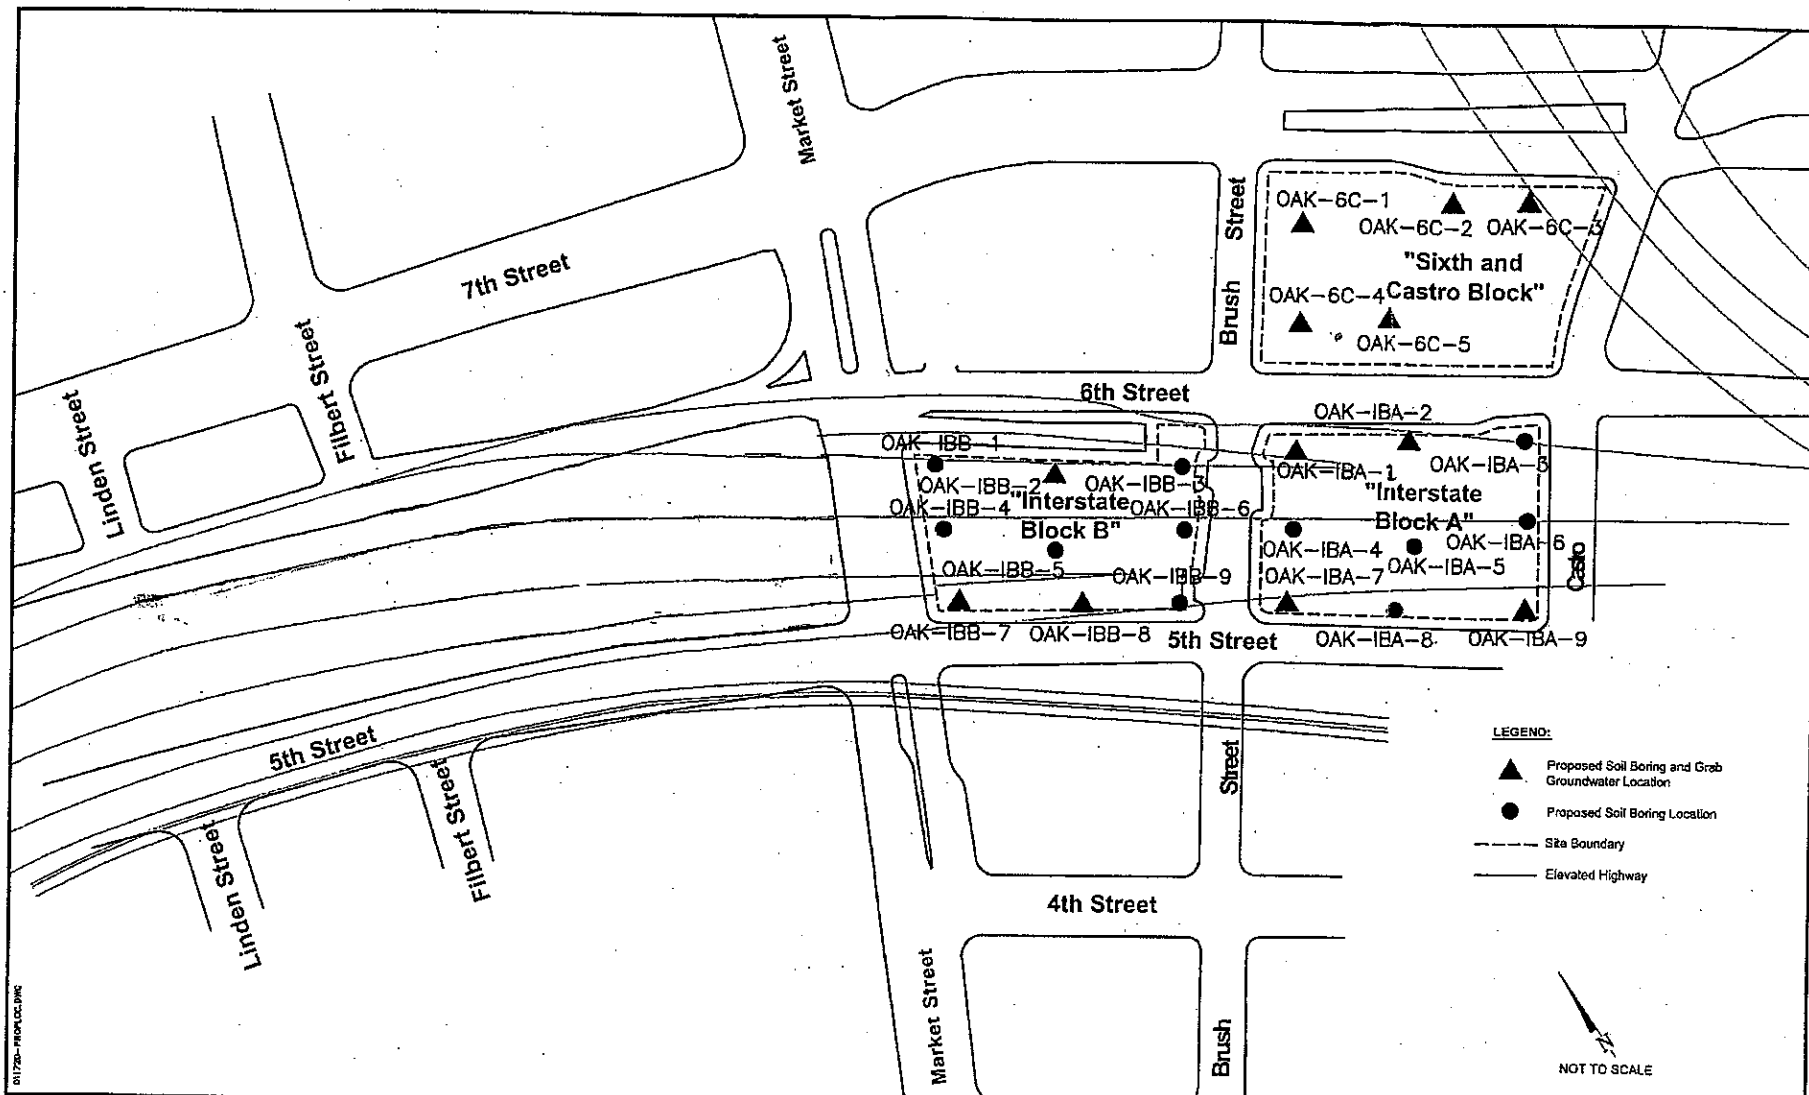 Market Street
7th Street
Filbert Street
Linden Street
Brush
Street
OAK-6C-1
OAK-6C-2
OAK-6C-3
"Sixth and
Castro Block"
OAK-6C-4
OAK-6C-5
6th Street
OAK-IBB-1
OAK-IBB-2
OAK-IBB-3
OAK-IBB-4
"Interstate
Block B"
OAK-IBB-6
OAK-IBB-5
OAK-IBB-9
OAK-IBB-7
OAK-IBB-8
OAK-IBA-2
OAK-IBA-1
OAK-IBA-3
"Interstate
Block A"
OAK-IBA-4
OAK-IBA-6
OAK-IBA-7
OAK-IBA-5
OAK-IBA-8
OAK-IBA-9
5th Street
5th Street
Linden Street
Filbert Street
Street
4th Street
Market Street
Brush
LEGEND:
Proposed Soil Boring and Grab
Groundwater Location
Proposed Soil Boring Location
Site Boundary
Elevated Highway
NOT TO SCALE